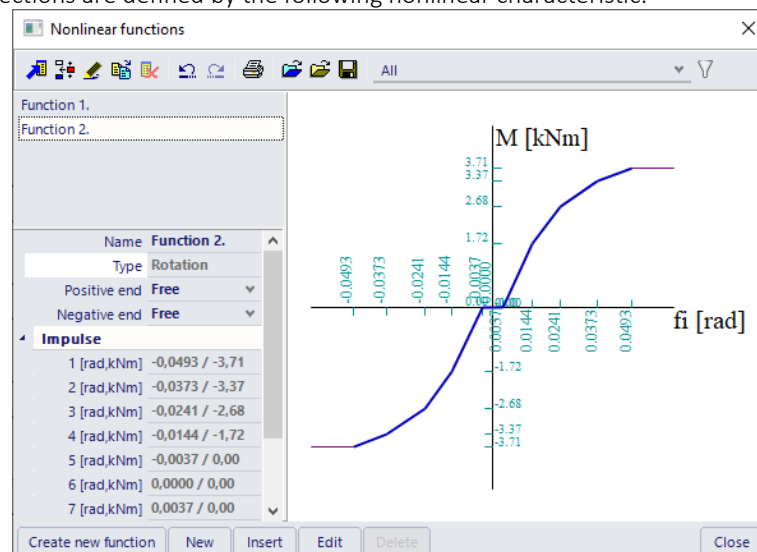 ections are defined by the following nonlinear characteristic.
Nonlinear functions
All
Function 1.
Function 2.
Name Function 2.
Type Rotation
Positive end Free
Negative end Free
Impulse
1 [rad,kNm] -0,0493 / -3,71
2 [rad,kNm] -0,0373 / -3,37
3 [rad,kNm] -0,0241 / -2,68
4 [rad,kNm] -0,0144 / -1,72
5 [rad,kNm] -0,0037 / 0,00
6 [rad,kNm] 0,0000 / 0,00
7 [rad,kNm] 0,0037 / 0,00
M [kNm]
3.71
3.37
2.68
1.72
-0.0493
-0.0373
-0.0241
-0.0144
-0.0037
0.0000
0.0037
0.0144
0.0241
0.0373
0.0493
fi [rad]
-1.72
-2.68
-3.37
-3.71
Create new function New Insert Edit Delete Close